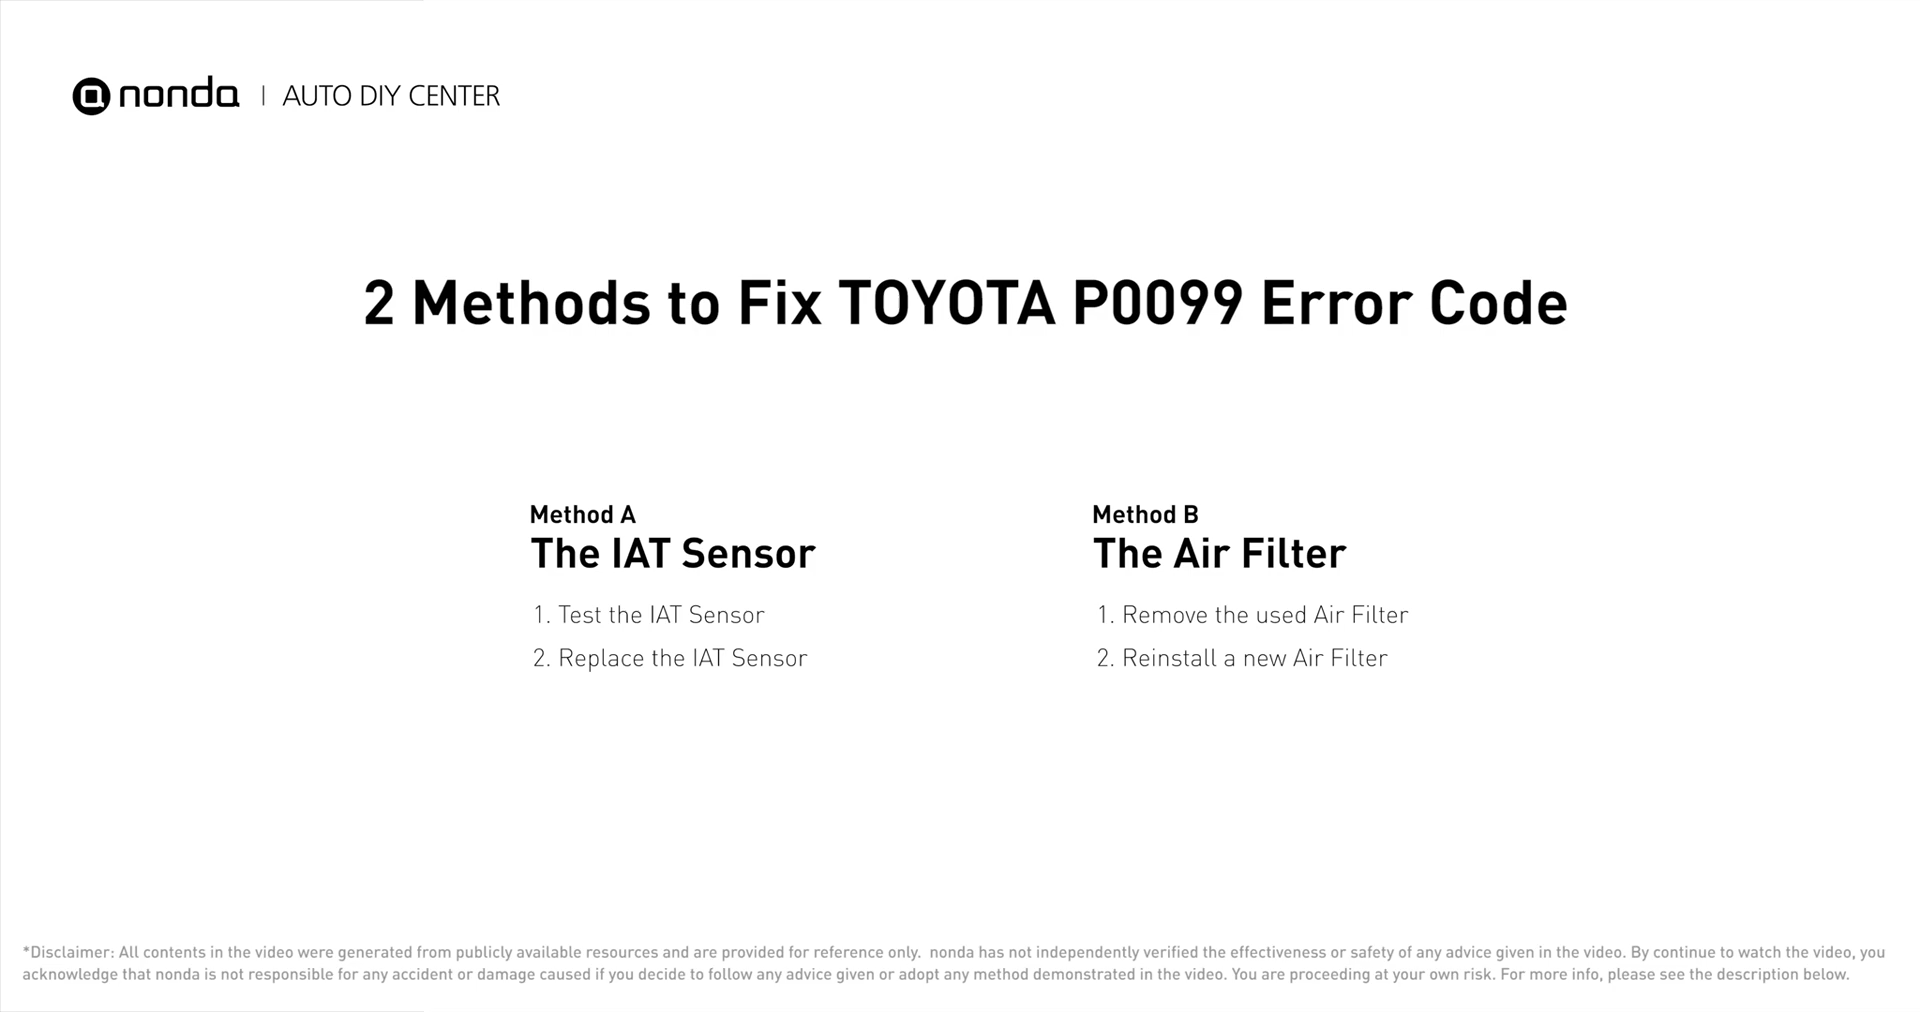 nonda | AUTO DIY CENTER
2 Methods to Fix TOYOTA P0099 Error Code
Method A
The IAT Sensor
1. Test the IAT Sensor
2. Replace the IAT Sensor
Method B
The Air Filter
1. Remove the used Air Filter
2. Reinstall a new Air Filter
*Disclaimer: All contents in the video were generated from publicly available resources and are provided for reference only. nonda has not independently verified the effectiveness or safety of any advice given in the video. By continue to watch the video, you
acknowledge that nonda is not responsible for any accident or damage caused if you decide to follow any advice given or adopt any method demonstrated in the video. You are proceeding at your own risk. For more info, please see the description below.